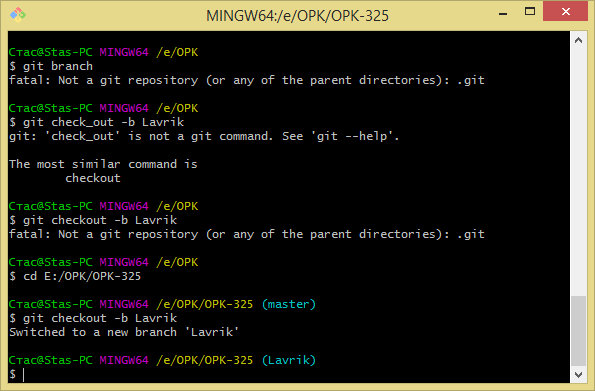 MINGW64:/e/OPK/OPK-325
Стас@Stas-PC MINGW64 /e/OPK
$ git branch
fatal: Not a git repository (or any of the parent directories): .git
Стас@Stas-PC MINGW64 /e/OPK
$ git check_out -b Lavrik
git: 'check_out' is not a git command. See 'git --help'.
The most similar command is
checkout
Стас@Stas-PC MINGW64 /e/OPK
$ git checkout -b Lavrik
fatal: Not a git repository (or any of the parent directories): .git
Стас@Stas-PC MINGW64 /e/OPK
$ cd E:/OPK/OPK-325
Стас@Stas-PC MINGW64 /e/OPK/OPK-325 (master)
$ git checkout -b Lavrik
Switched to a new branch 'Lavrik'
Стас@Stas-PC MINGW64 /e/OPK/OPK-325 (Lavrik)
$